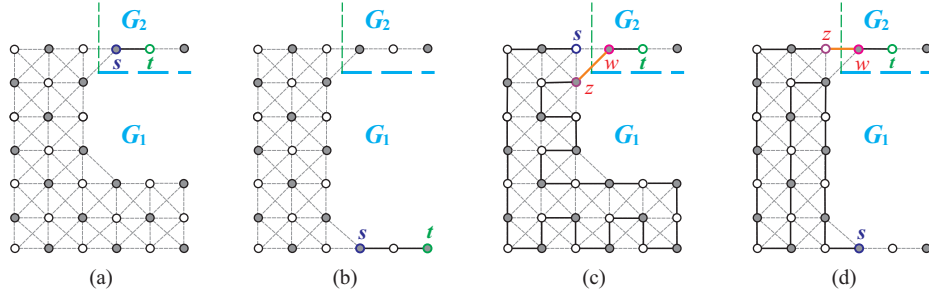 G2 G2 G2 G2
s t s w t z w t
z
G1 G1 G1 G1
s t s
(a) (b) (c) (d)